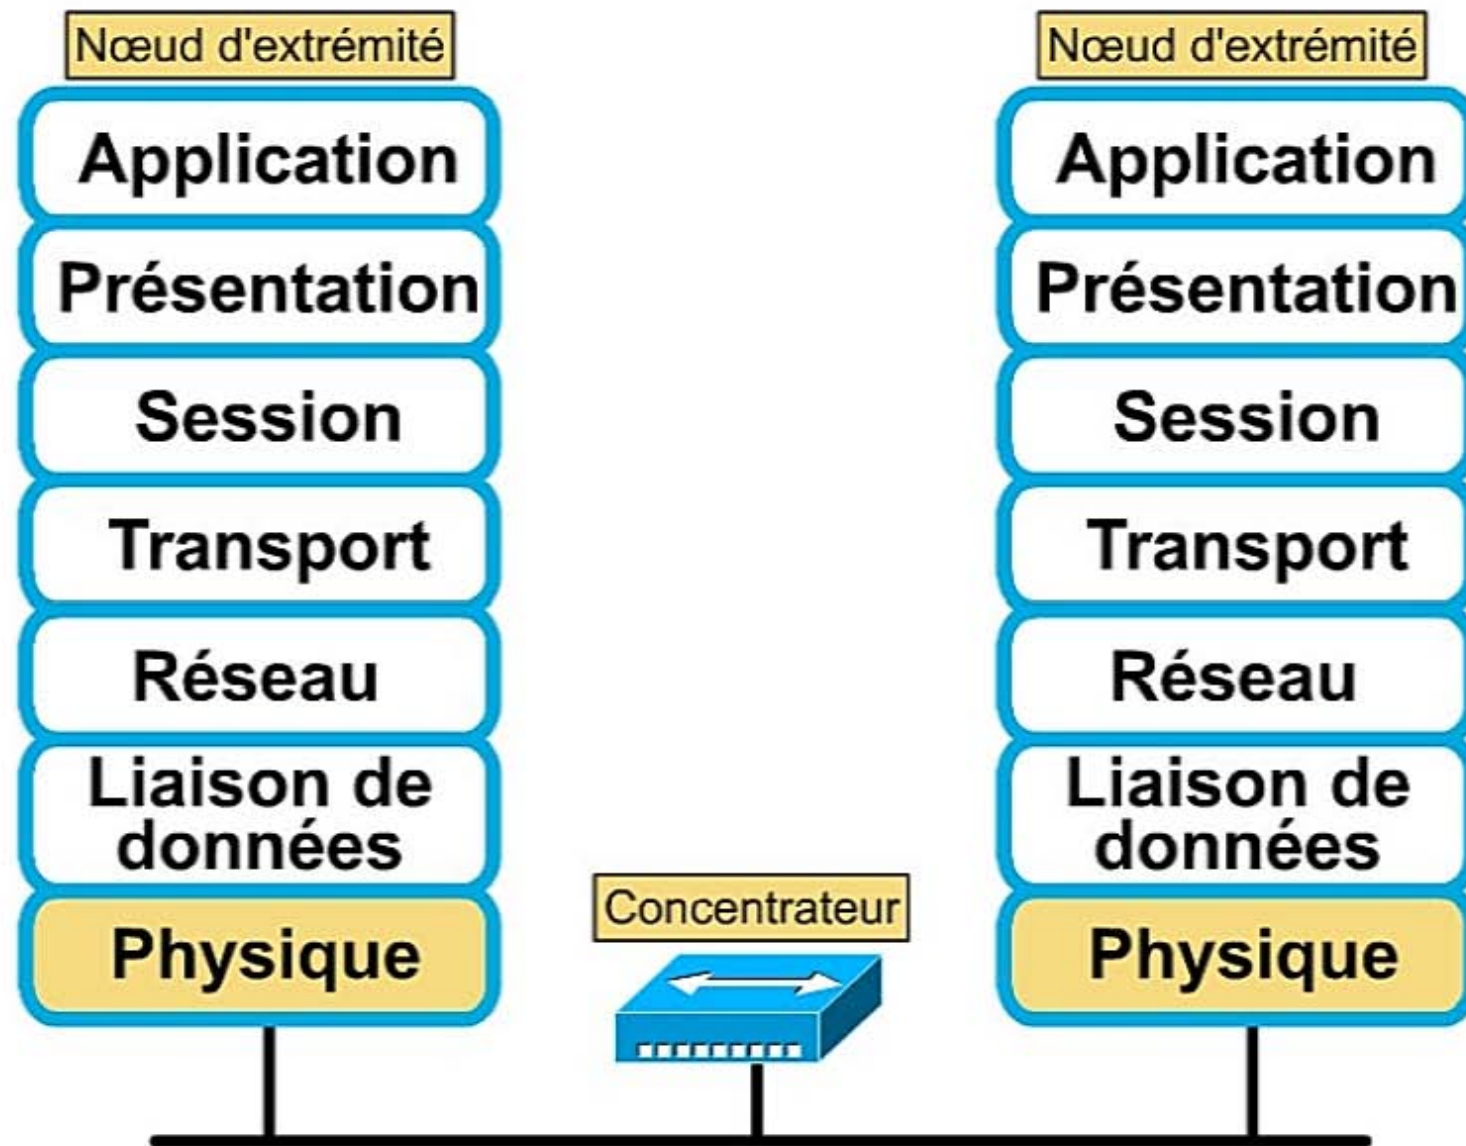 Nœud d'extrémité
Application
Présentation
Session
Transport
Réseau
Liaison de
données
Physique
Concentrateur
Nœud d'extrémité
Application
Présentation
Session
Transport
Réseau
Liaison de
données
Physique